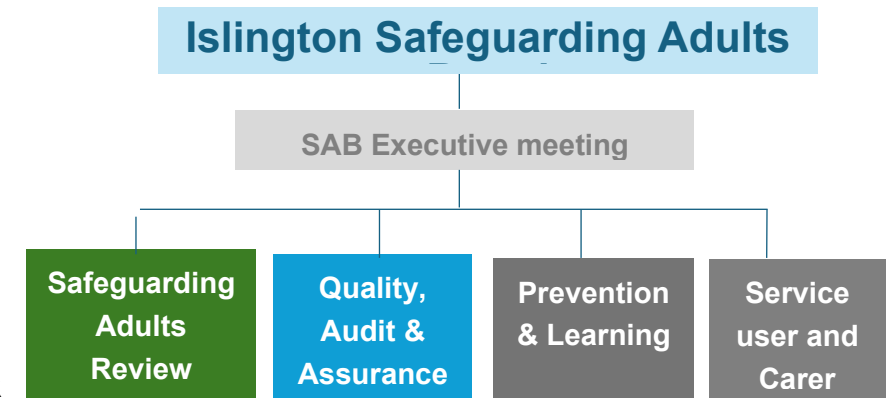 Islington Safeguarding Adults
SAB Executive meeting
Safeguarding
Adults
Review
Quality,
Audit &
Assurance
Prevention
& Learning
Service
user and
Carer